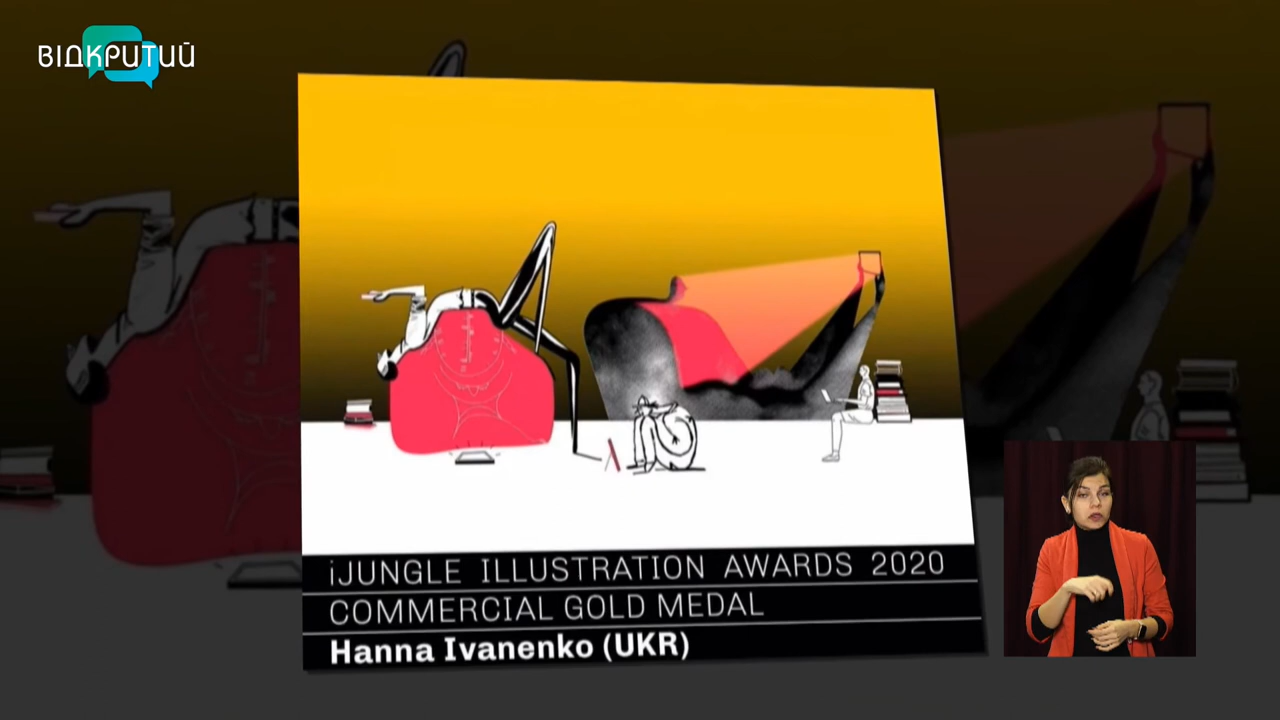 ВІДКРИТИЙ
iJUNGLE ILLUSTRATION AWARDS 2020
COMMERCIAL GOLD MEDAL
Hanna Ivanenko (UKR)